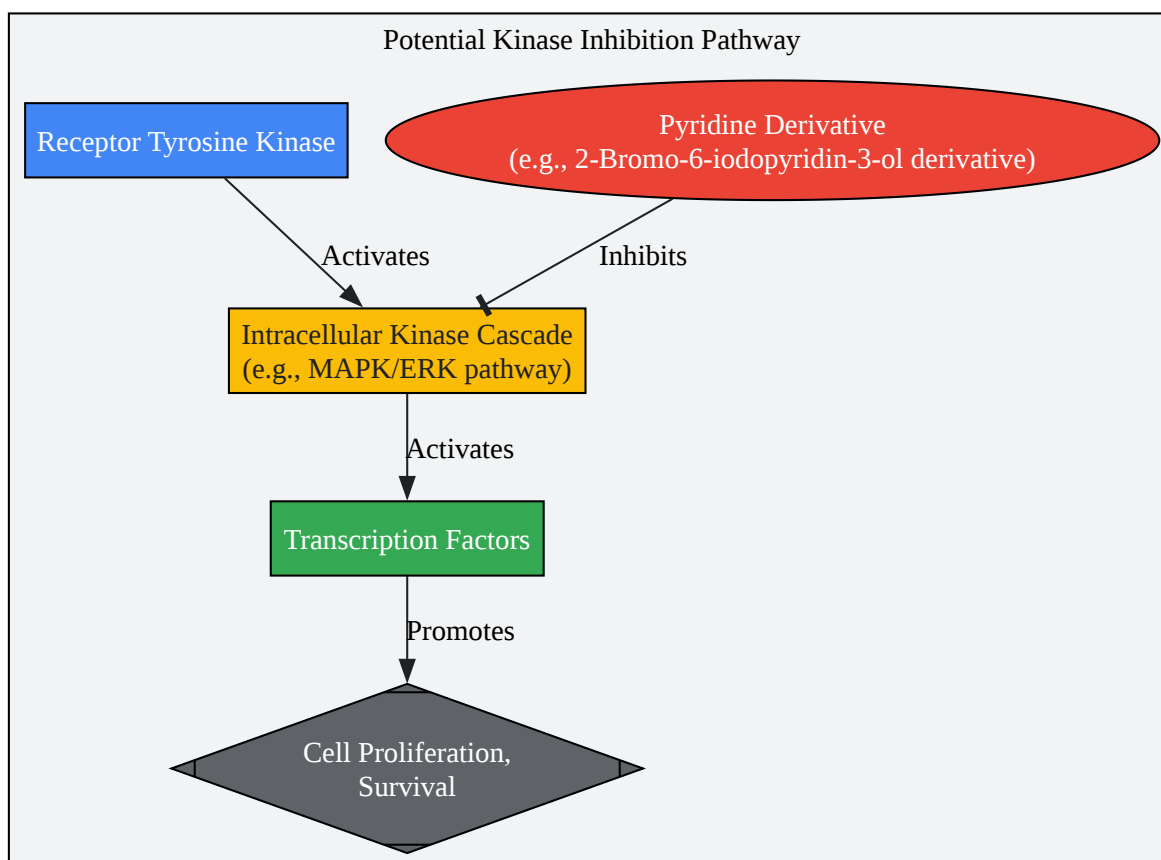 Potential Kinase Inhibition Pathway
Receptor Tyrosine Kinase
Pyridine Derivative
(e.g., 2-Bromo-6-iodopyridin-3-ol derivative)
Activates
Inhibits
Intracellular Kinase Cascade
(e.g., MAPK/ERK pathway)
Activates
Transcription Factors
Promotes
Cell Proliferation,
Survival